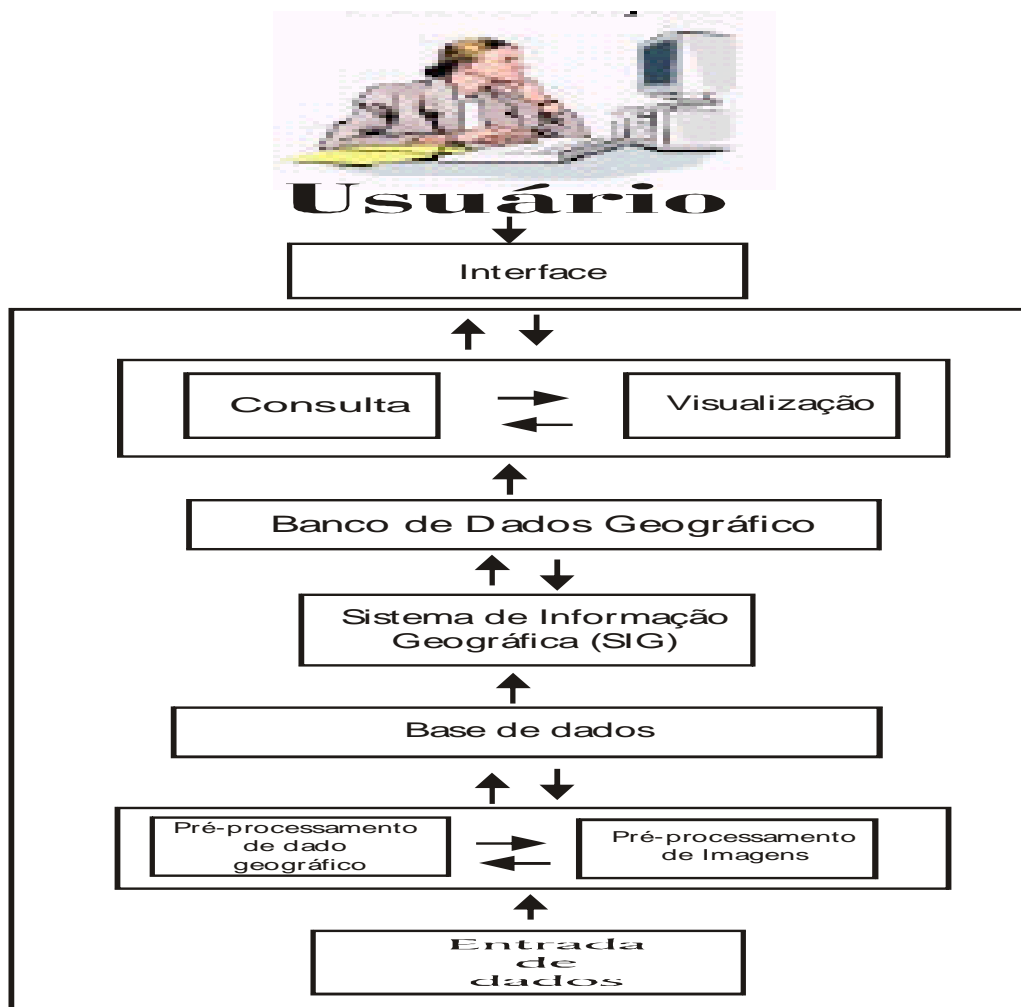 Usuário
Interface
Consulta
Visualização
Banco de Dados Geográfico
Sistema de Informação
Geográfica (SIG)
Base de dados
Pré-processamento
de dado
geográfico
Pré-processamento
de Imagens
Entrada
de
dados